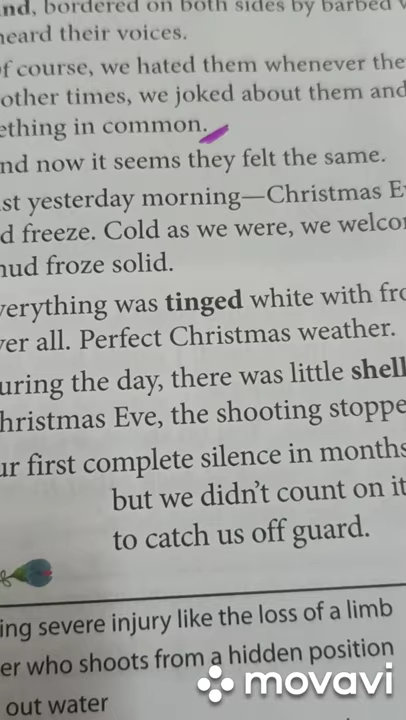 nd, bordered on both sides by barbed
heard their voices.
of course, we hated them whenever the
other times, we joked about them and
ething in common.
nd now it seems they felt the same.
st yesterday morning—Christmas E
d freeze. Cold as we were, we welco
mud froze solid.
verything was tinged white with fro
ver all. Perfect Christmas weather.
uring the day, there was little shell
hristmas Eve, the shooting stoppe
ur first complete silence in months
but we didn't count on it
to catch us off guard.
ing severe injury like the loss of a limb
er who shoots from a hidden position
out water
movavi